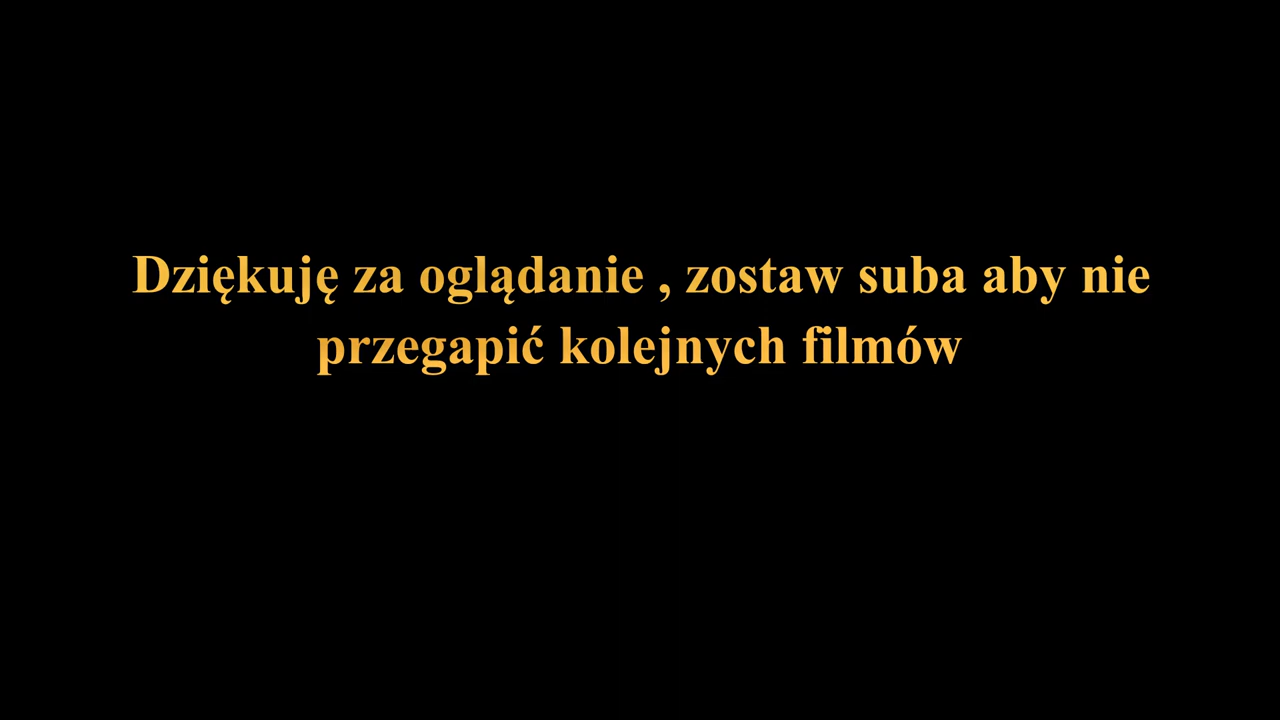 Dziękuję za oglądanie , zostaw suba aby nie
przegapić kolejnych filmów